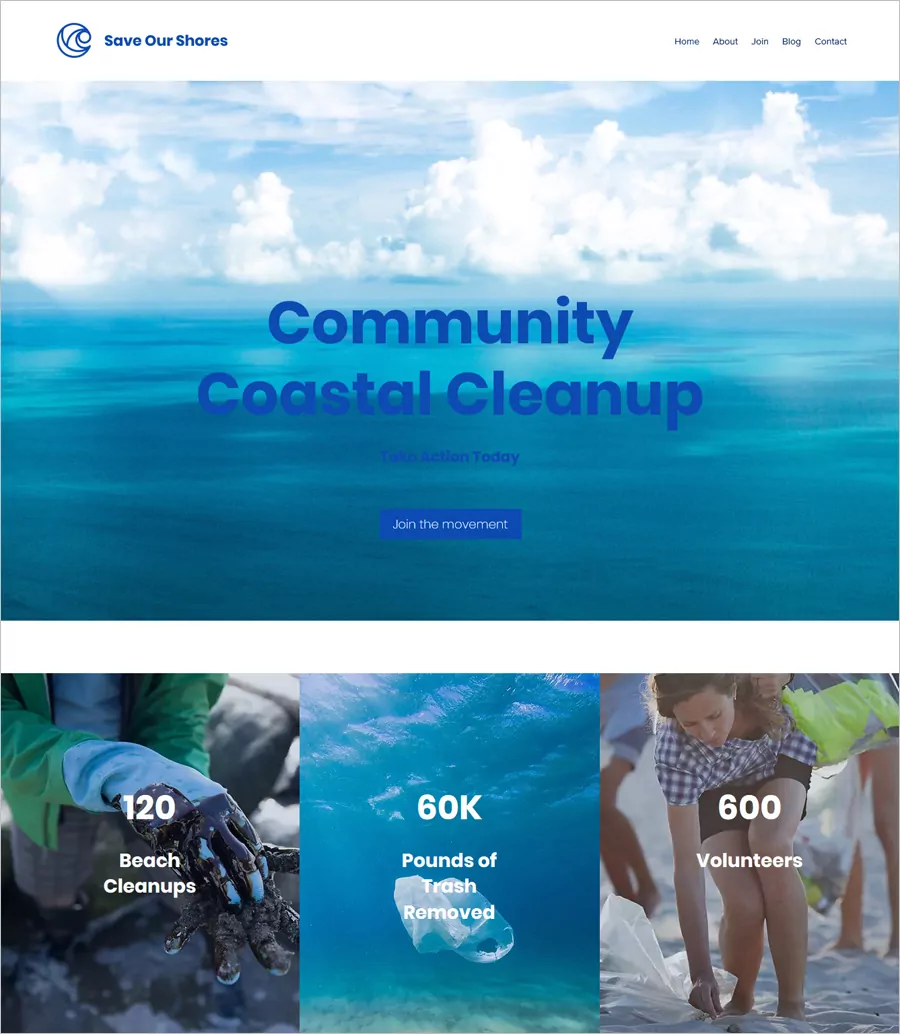 Save Our Shores
Home About Join Blog Contact
Community
Coastal Cleanup
Take Action Today
Join the movement
120
Beach
Cleanups
60K
Pounds of
Trash
Removed
600
Volunteers